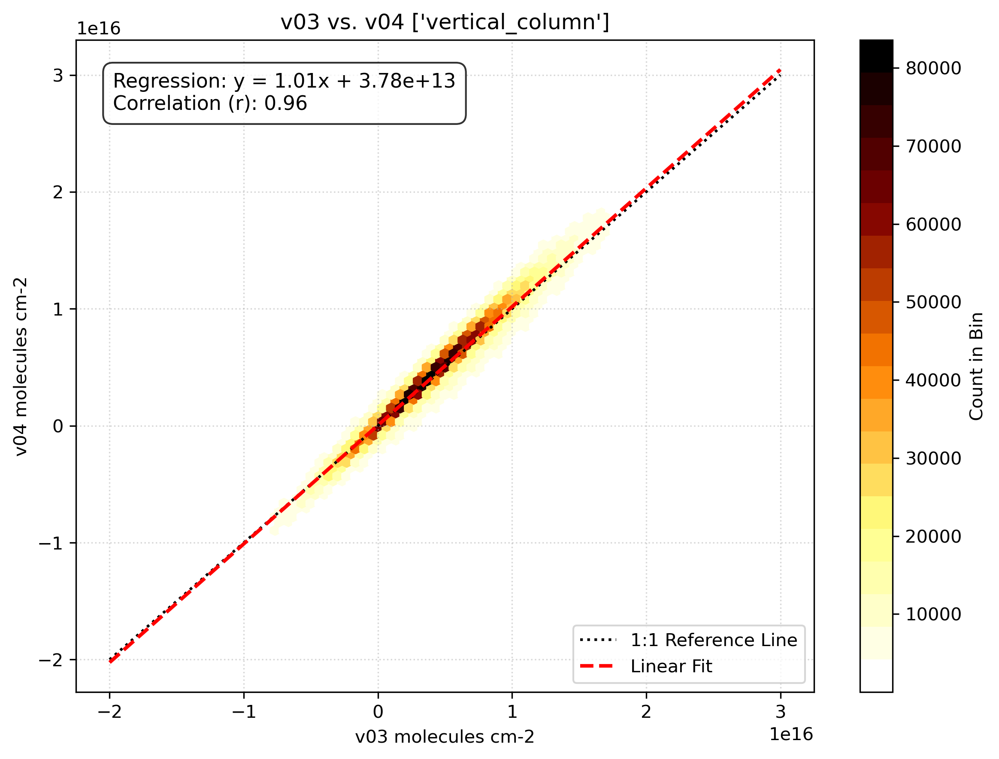 v03 vs. v04 ['vertical_column']
1e16
Regression: y = 1.01x + 3.78e+13
Correlation (r): 0.96
3
2
1
0
−1
−2
v04 molecules cm-2
−2
−1
0
1
2
3
1e16
v03 molecules cm-2
1:1 Reference Line
Linear Fit
80000
70000
60000
50000
40000
30000
20000
10000
Count in Bin